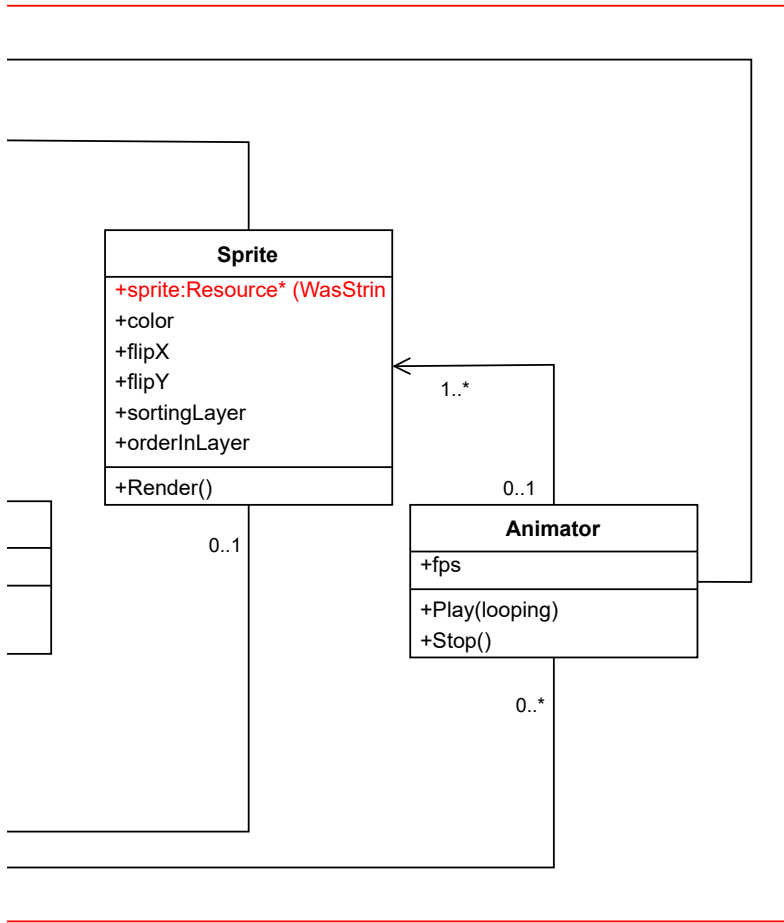 Sprite
+sprite:Resource* (WasStrin
+color
+flipX
+flipY
+sortingLayer
+orderInLayer
+Render()
1..*
0..1
0..1
Animator
+fps
+Play(looping)
+Stop()
0..*